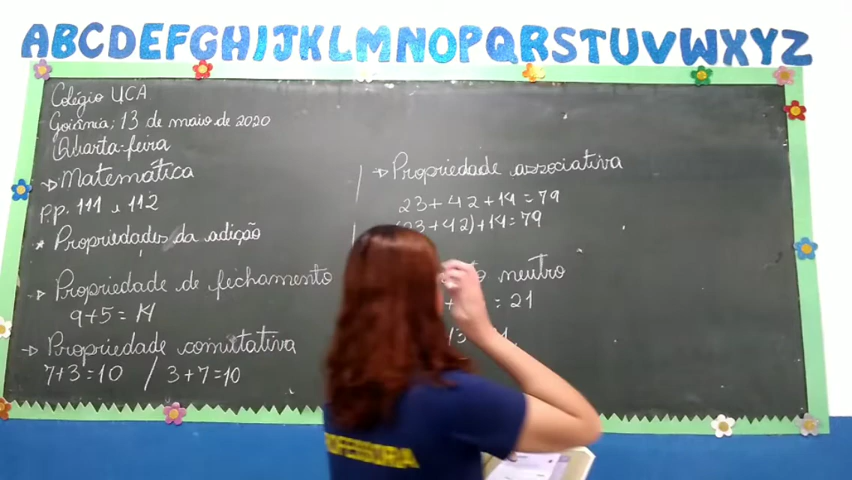 ABCDEFGHIJKLMNOPQRSTUVWXYZ
Colégio UCA
Goiânia, 13 de maio de 2020
Quarta-feira
Matemática
P.p. 111 e 112
* Propriedades da adição
Propriedade de fechamento
9+5=14
Propriedade comutativa
7+3=10 / 3+7=10
Propriedade associativa
23+42+14=79
23+42)+14=79
neutro
= 21